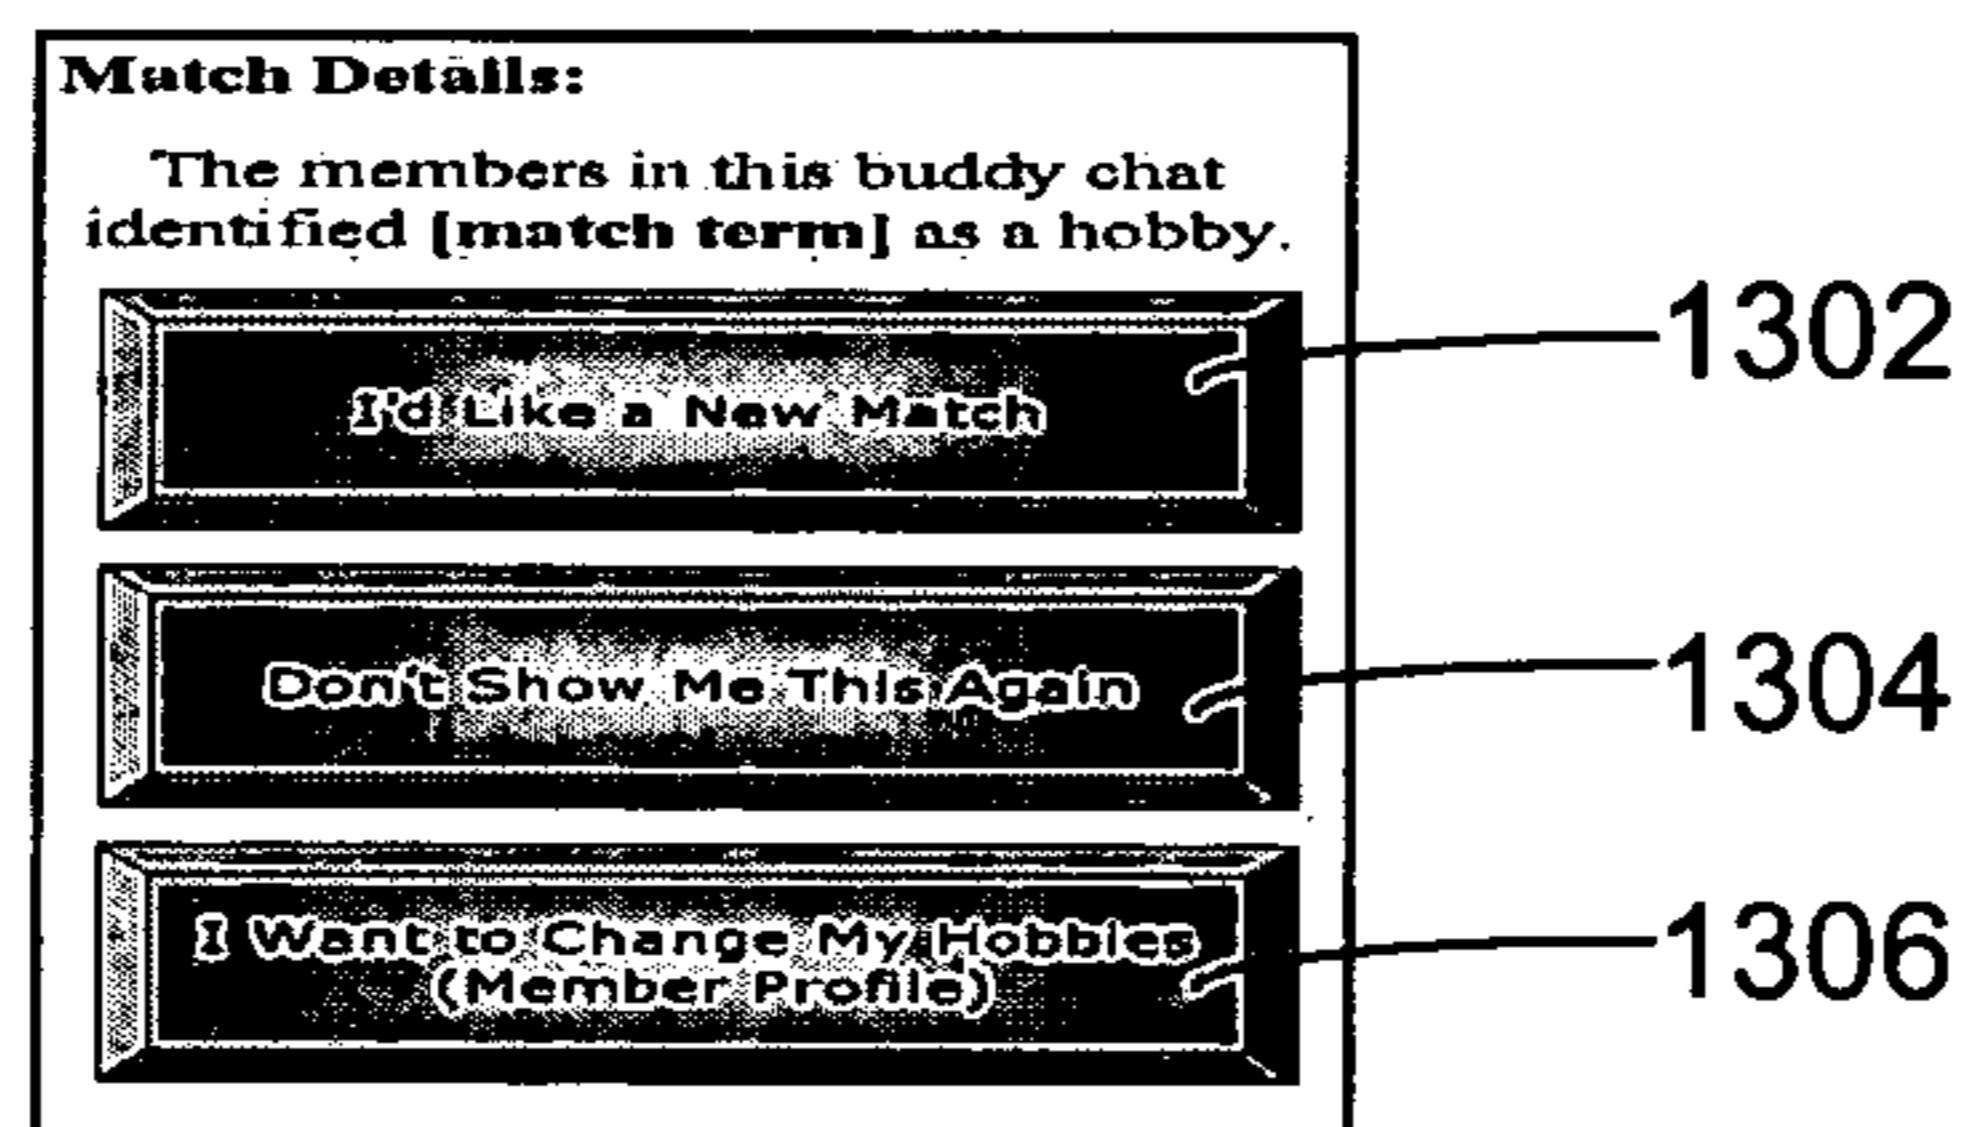 Match Details:
The members in this buddy chat
identified [match term] as a hobby.
I'd Like a New Match
1302
Don't Show Me This Again
1304
I Want to Change My Hobbies
(Member Profile)
1306